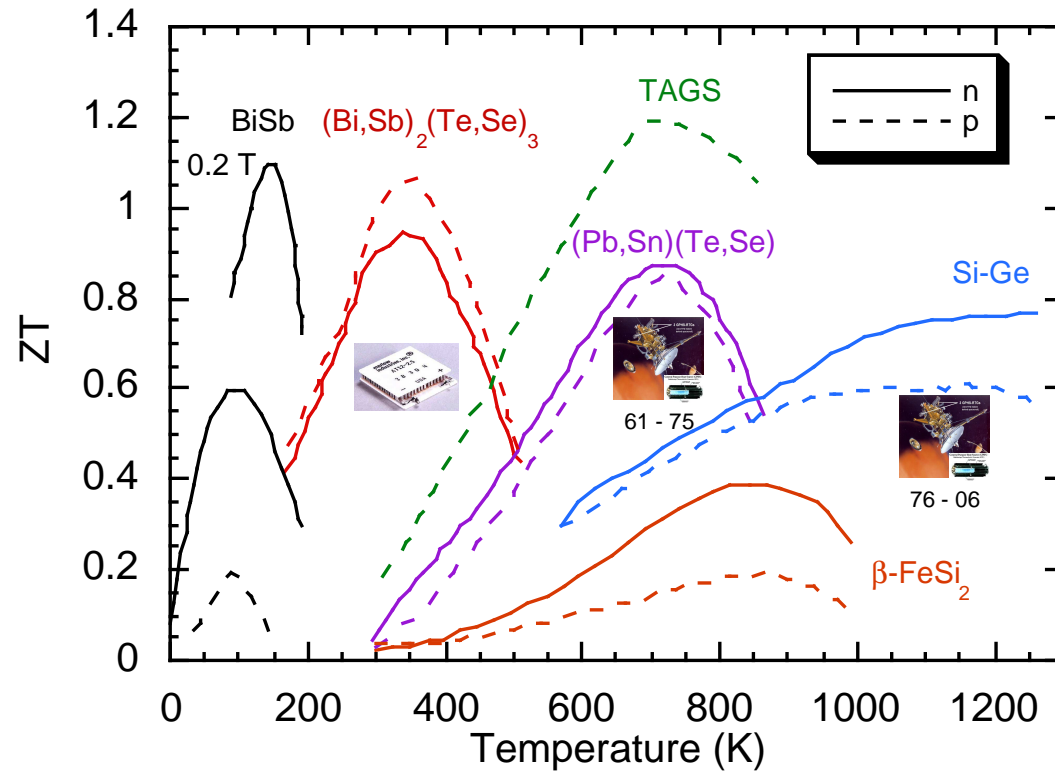 1.4
1.2
1
0.8
0.6
0.4
0.2
0
ZT
0 200 400 600 800 1000 1200
Temperature (K)
n
p
BiSb
0.2 T
(Bi,Sb)₂(Te,Se)₃
TAGS
(Pb,Sn)(Te,Se)
Si-Ge
β-FeSi₂
61 - 75
76 - 06